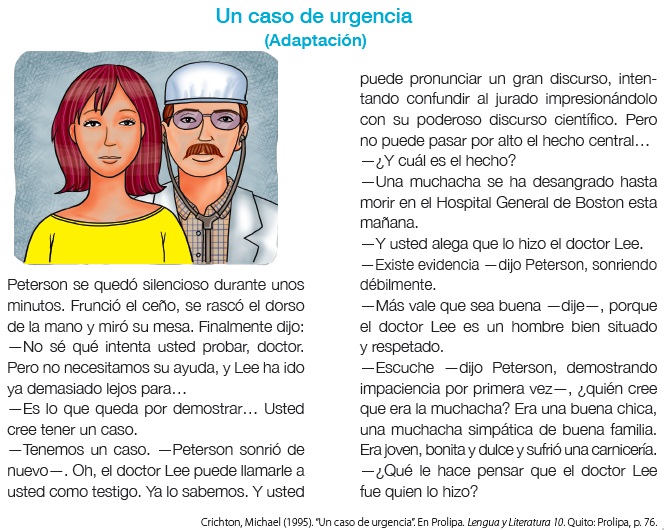 Un caso de urgencia
(Adaptación)
Peterson se quedó silencioso durante unos
minutos. Frunció el ceño, se rascó el dorso
de la mano y miró su mesa. Finalmente dijo:
—No sé qué intenta usted probar, doctor.
Pero no necesitamos su ayuda, y Lee ha ido
ya demasiado lejos para…
—Es lo que queda por demostrar… Usted
cree tener un caso.
—Tenemos un caso. —Peterson sonrió de
nuevo—. Oh, el doctor Lee puede llamarle a
usted como testigo. Ya lo sabemos. Y usted
puede pronunciar un gran discurso, inten-
tando confundir al jurado impresionándolo
con su poderoso discurso científico. Pero
no puede pasar por alto el hecho central…
—¿Y cuál es el hecho?
—Una muchacha se ha desangrado hasta
morir en el Hospital General de Boston esta
mañana.
—Y usted alega que lo hizo el doctor Lee.
—Existe evidencia —dijo Peterson, sonriendo
débilmente.
—Más vale que sea buena —dije—, porque
el doctor Lee es un hombre bien situado
y respetado.
—Escuche —dijo Peterson, demostrando
impaciencia por primera vez—, ¿quién cree
que era la muchacha? Era una buena chica,
una muchacha simpática de buena familia.
Era joven, bonita y dulce y sufrió una carnicería.
—¿Qué le hace pensar que el doctor Lee
fue quien lo hizo?
Crichton, Michael (1995). “Un caso de urgencia”. En Prolipa. Lengua y Literatura 10. Quito: Prolipa, p. 76.